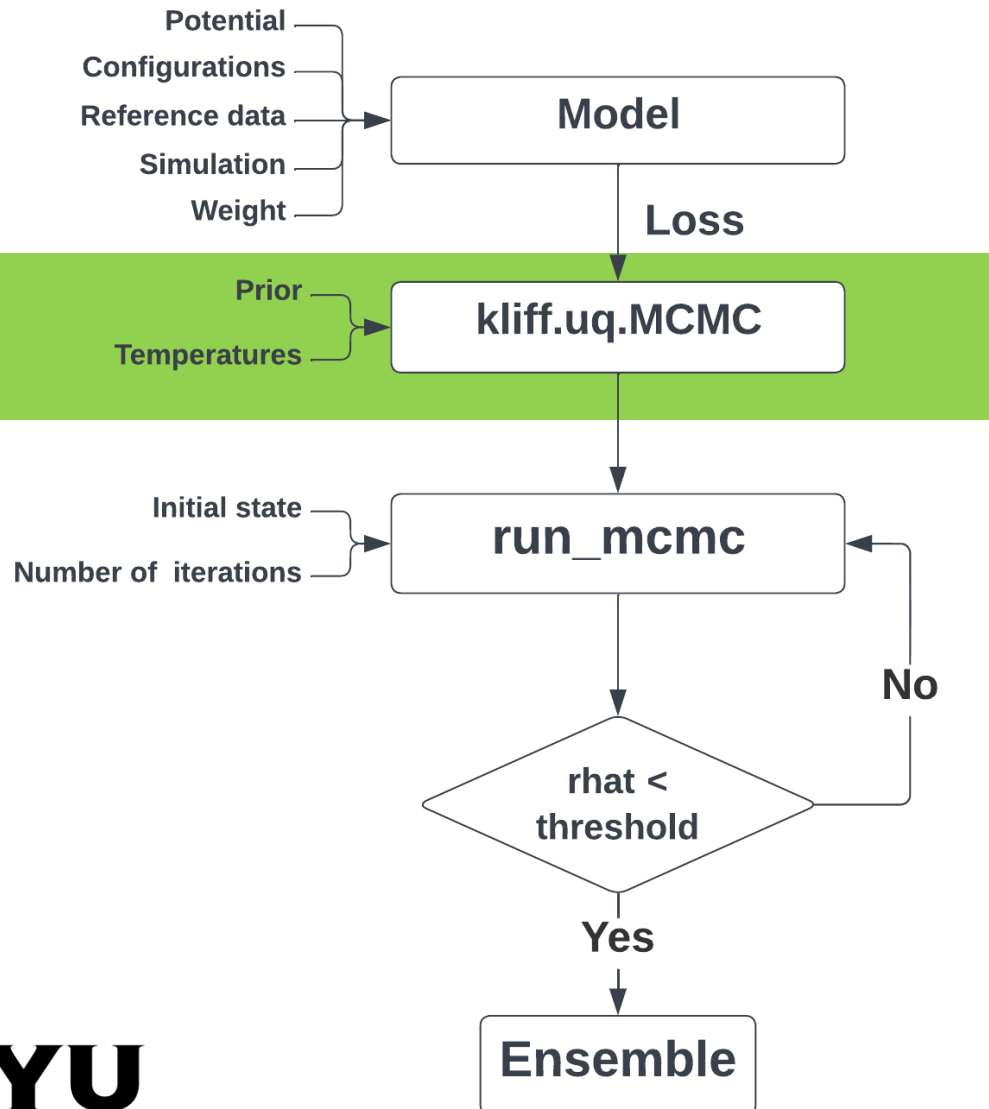 Potential
Configurations
Reference data
Simulation
Weight
Model
Loss
Prior
Temperatures
kliff.uq.MCMC
Initial state
Number of  iterations
run_mcmc
No
rhat <
threshold
Yes
Ensemble
YU